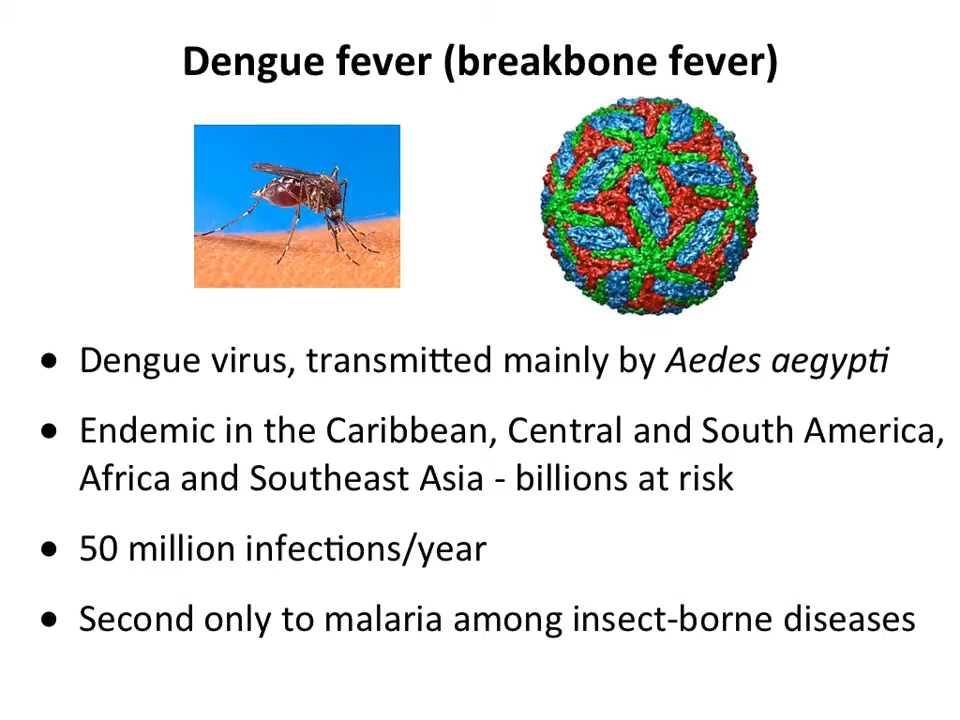 Dengue fever (breakbone fever)
● Dengue virus, transmitted mainly by Aedes aegypti
● Endemic in the Caribbean, Central and South America,
Africa and Southeast Asia - billions at risk
● 50 million infections/year
● Second only to malaria among insect-borne diseases